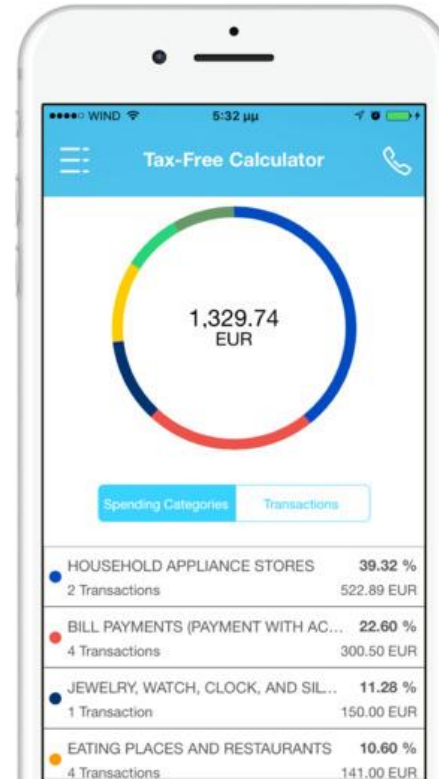 WIND 5:32 μμ
Tax-Free Calculator
1,329.74
EUR
Spending Categories Transactions
HOUSEHOLD APPLIANCE STORES 39.32 %
2 Transactions 522.89 EUR
BILL PAYMENTS (PAYMENT WITH AC... 22.60 %
4 Transactions 300.50 EUR
JEWELRY, WATCH, CLOCK, AND SIL... 11.28 %
1 Transaction 150.00 EUR
EATING PLACES AND RESTAURANTS 10.60 %
4 Transactions 141.00 EUR